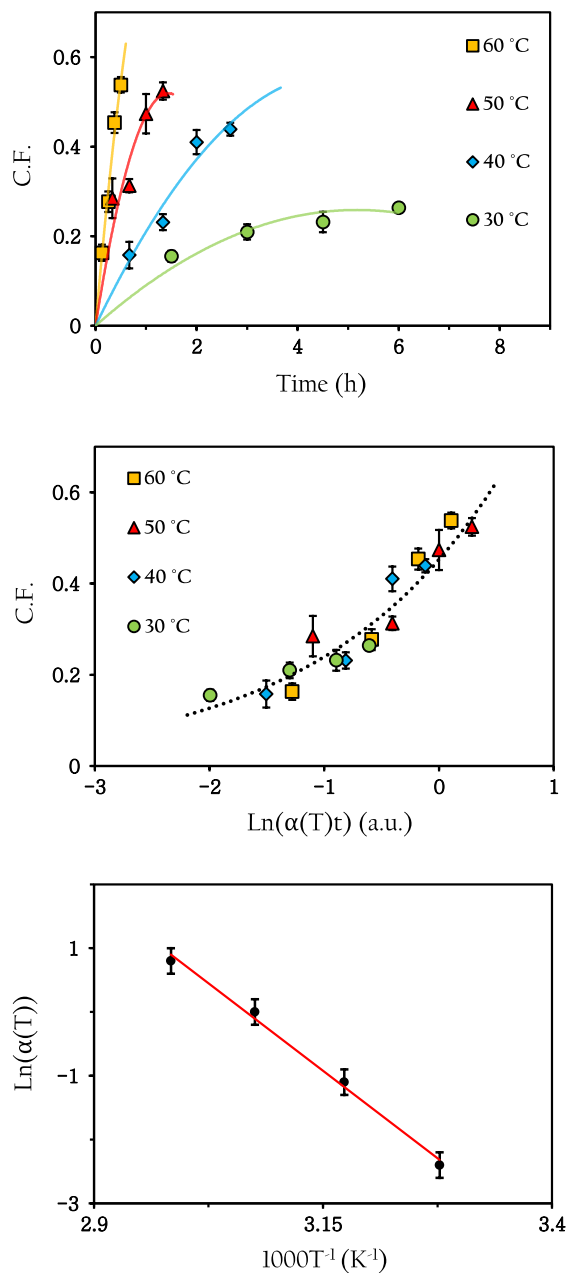 0.6
0.4
0.2
0
C.F.
0
2
4
6
8
Time (h)
60 °C
50 °C
40 °C
30 °C
0.6
0.4
0.2
0
C.F.
60 °C
50 °C
40 °C
30 °C
−3
−2
−1
0
1
Ln(α(T)t) (a.u.)
1
-1
-3
Ln(α(T))
2.9
3.15
3.4
1000T⁻¹ (K⁻¹)